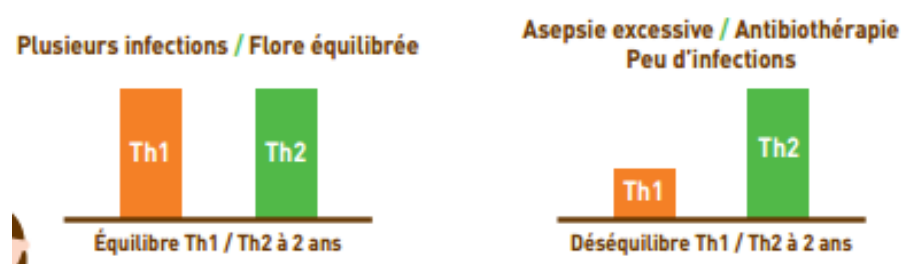 Plusieurs infections / Flore équilibrée
Th1
Th2
Équilibre Th1 / Th2 à 2 ans
Asepsie excessive / Antibiothérapie
Peu d'infections
Th1
Th2
Déséquilibre Th1 / Th2 à 2 ans